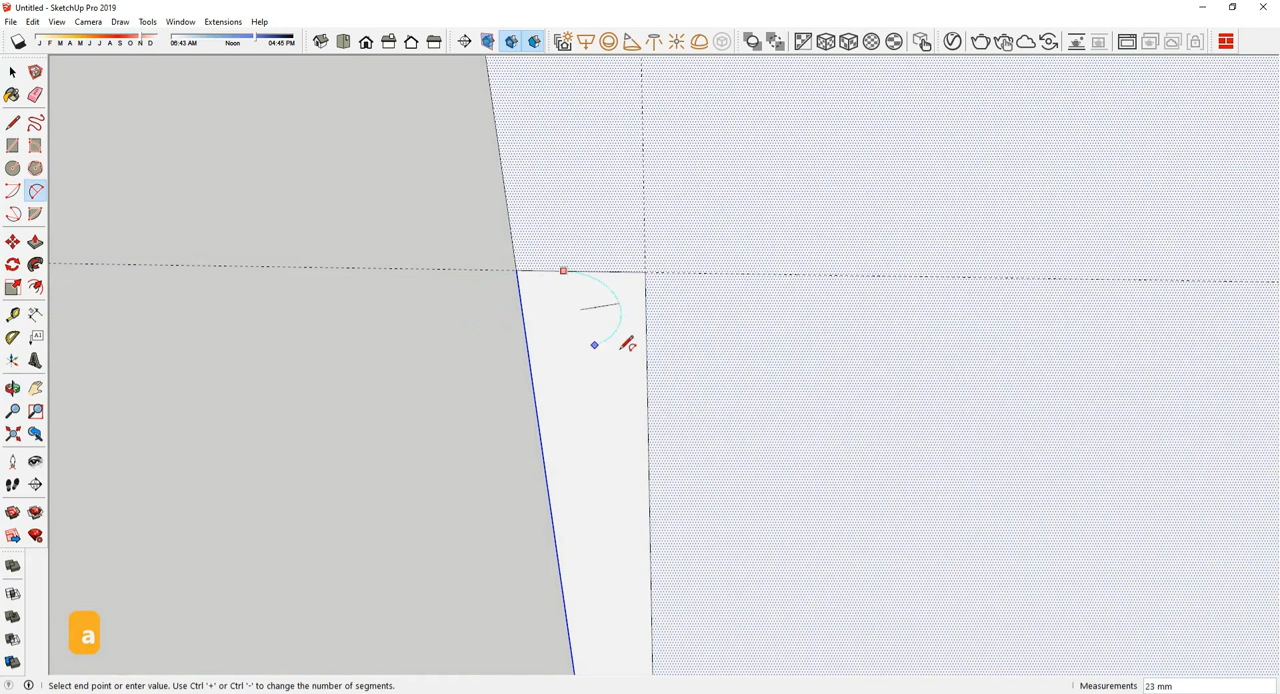 Untitled - SketchUp Pro 2019
File Edit View Camera Draw Tools Window Extensions Help
J F M A M J J A S O N D
06:43 AM Noon 04:45 PM
AI
a
Select end point or enter value. Use Ctrl '+' or Ctrl '-' to change the number of segments.
Measurements 23 mm